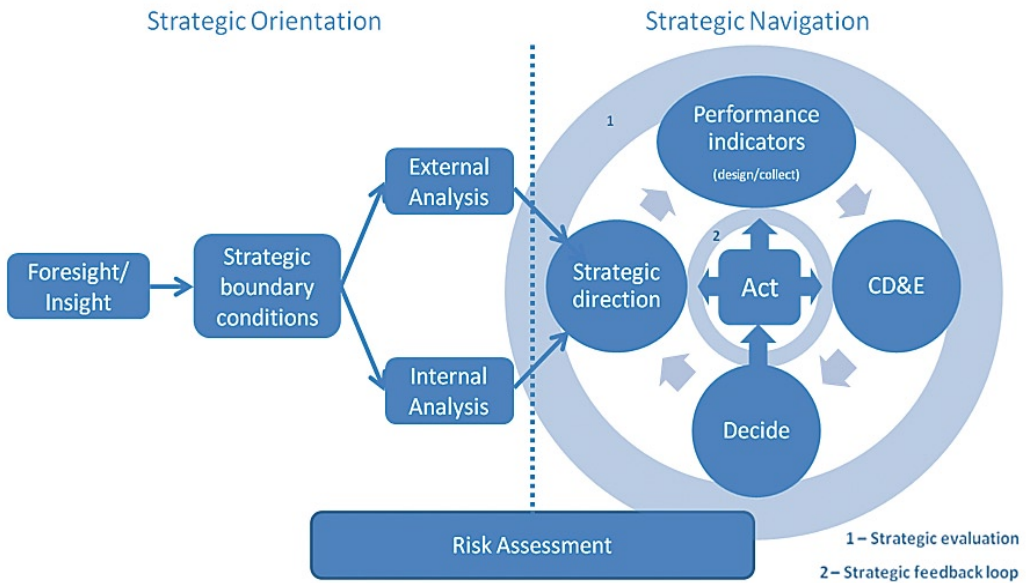 Strategic Orientation
Strategic Navigation
Foresight/
Insight
Strategic
boundary
conditions
External
Analysis
Internal
Analysis
1
Performance
indicators
(design/collect)
2
Strategic
direction
Act
CD&E
Decide
Risk Assessment
1 – Strategic evaluation
2 – Strategic feedback loop